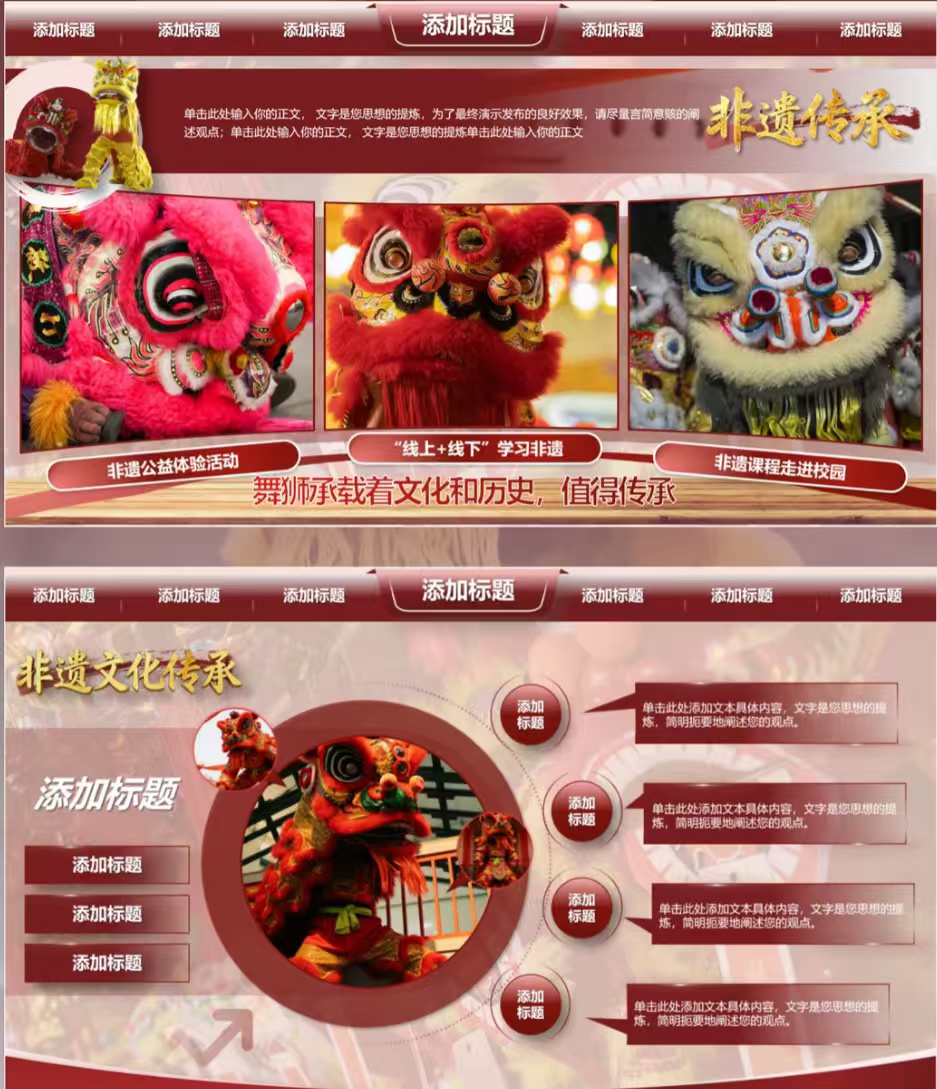 添加标题 添加标题 添加标题 添加标题 添加标题 添加标题 添加标题
单击此处输入你的正文， 文字是您思想的提炼，为了最终演示发布的良好效果，请尽量言简意赅的阐
述观点；单击此处输入你的正文， 文字是您思想的提炼单击此处输入你的正文
非遗传承
非遗公益体验活动
“线上+线下”学习非遗
非遗课程走进校园
舞狮承载着文化和历史，值得传承
添加标题 添加标题 添加标题 添加标题 添加标题 添加标题 添加标题
非遗文化传承
添加标题
添加标题
添加标题
添加标题
添加
标题
单击此处添加文本具体内容，文字是您思想的提
炼，简明扼要地阐述您的观点。
添加
标题
单击此处添加文本具体内容，文字是您思想的提
炼，简明扼要地阐述您的观点。
添加
标题
单击此处添加文本具体内容，文字是您思想的提
炼，简明扼要地阐述您的观点。
添加
标题
单击此处添加文本具体内容，文字是您思想的提
炼，简明扼要地阐述您的观点。